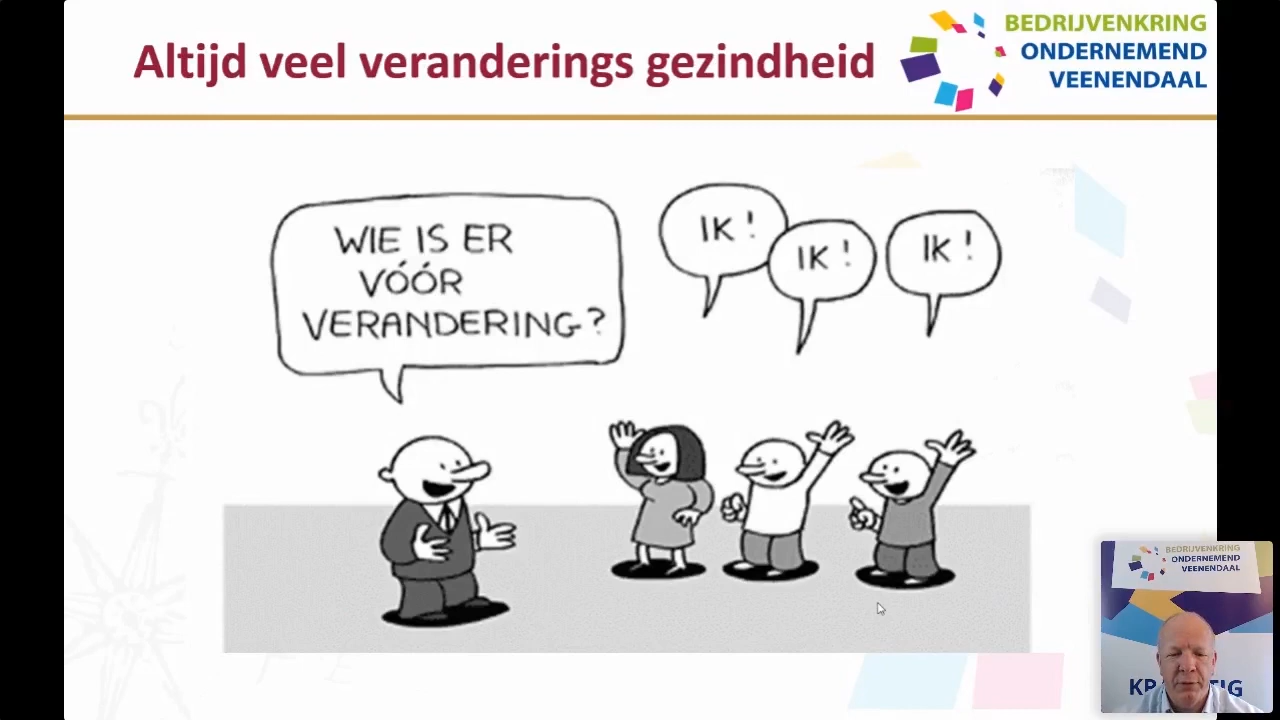 Altijd veel veranderings gezindheid
BEDRIJVENKRING
ONDERNEMEND
VEENENDAAL
WIE IS ER
VÓÓR
VERANDERING?
IK!
IK!
IK!
BEDRIJVENKRING
ONDERNEMEND
VEENENDAAL